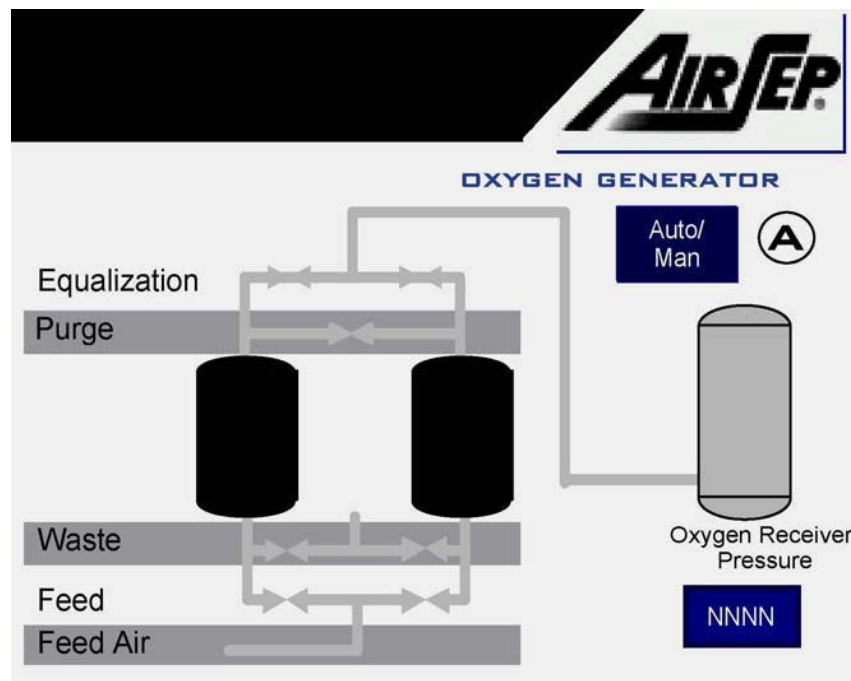 AIRSEP®
OXYGEN GENERATOR
Auto/
Man
A
Equalization
Purge
Waste
Oxygen Receiver
Pressure
Feed
NNNN
Feed Air